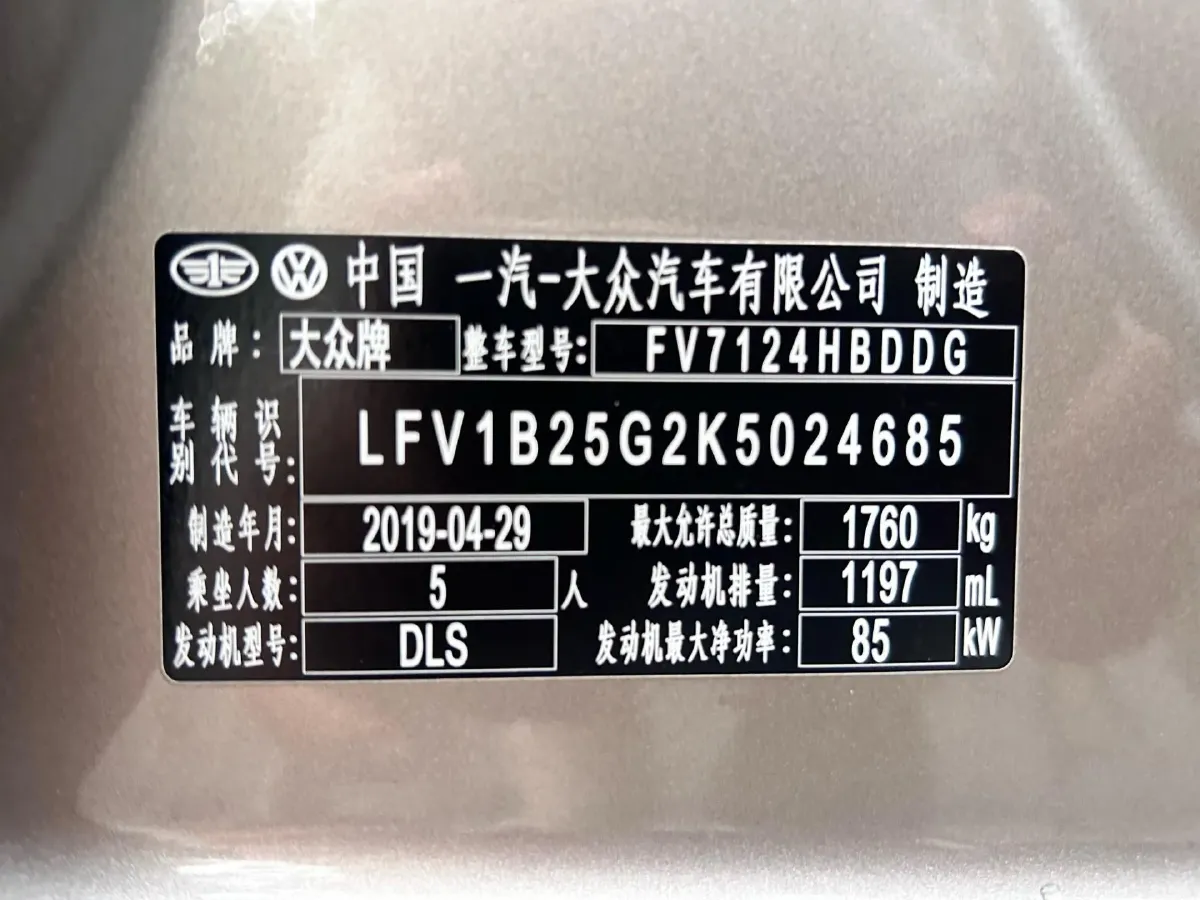 中国 一汽-大众汽车有限公司 制造
品牌: 大众牌 整车型号: FV7124HBDDG
车辆识别代号: LFV1B25G2K5024685
制造年月: 2019-04-29 最大允许总质量: 1760 kg
乘坐人数: 5 人 发动机排量: 1197 mL
发动机型号: DLS 发动机最大净功率: 85 kW